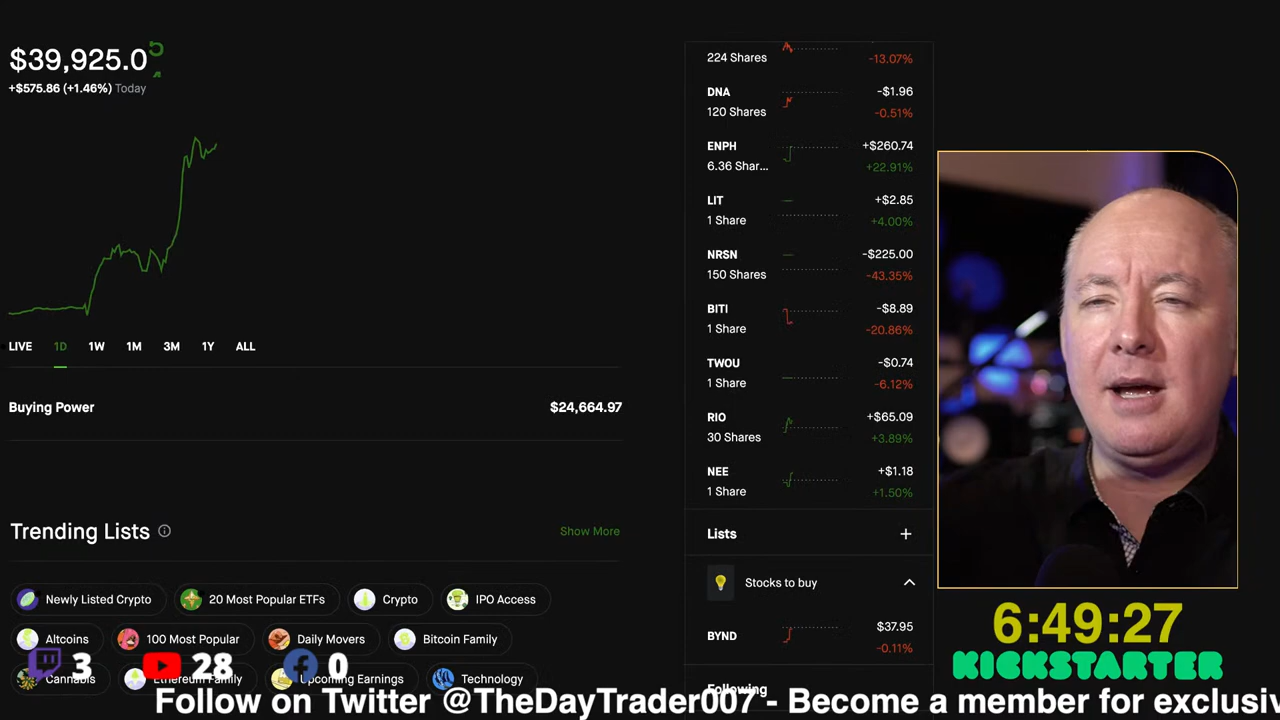 $39,925.0
+$575.86 (+1.46%) Today
LIVE 1D 1W 1M 3M 1Y ALL
Buying Power $24,664.97
Trending Lists Show More
Newly Listed Crypto 20 Most Popular ETFs Crypto IPO Access
Altcoins 100 Most Popular Daily Movers Bitcoin Family
Cannabis Ethereum Family Upcoming Earnings Technology
224 Shares -13.07%
DNA -$1.96
120 Shares -0.51%
ENPH +$260.74
6.36 Shar... +22.91%
LIT +$2.85
1 Share +4.00%
NRSN -$225.00
150 Shares -43.35%
BITI -$8.89
1 Share -20.86%
TWOU -$0.74
1 Share -6.12%
RIO +$65.09
30 Shares +3.89%
NEE +$1.18
1 Share +1.50%
Lists +
Stocks to buy
BYND $37.95
-0.11%
Following
6:49:27
KICKSTARTER
3 28 0
Follow on Twitter @TheDayTrader007 - Become a member for exclusiv